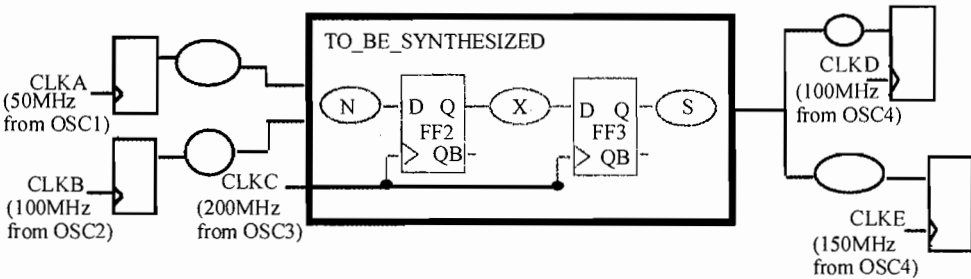 TO_BE_SYNTHESIZED
CLKA
(50MHz
from OSC1)
CLKB
(100MHz
from OSC2)
CLKC
(200MHz
from OSC3)
N
D Q
FF2
QB
X
D Q
FF3
QB
S
CLKD
(100MHz
from OSC4)
CLKE
(150MHz
from OSC4)